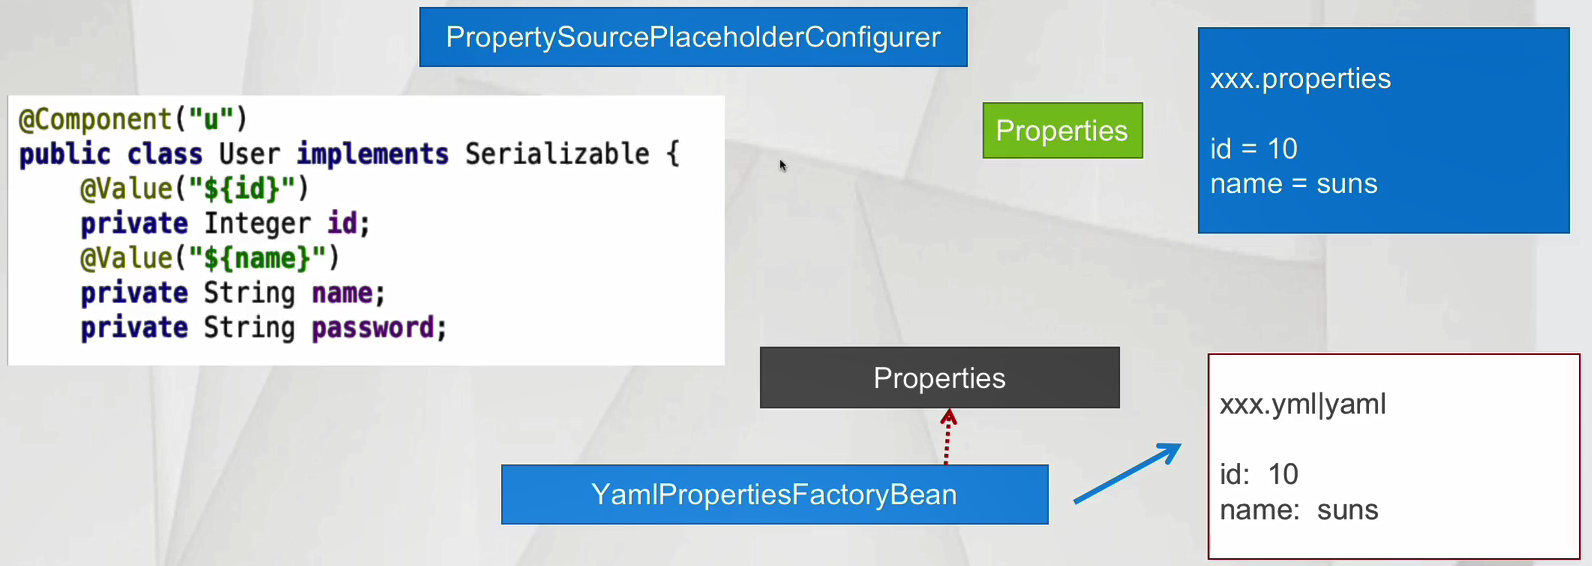 PropertySourcePlaceholderConfigurer
@Component("u")
public class User implements Serializable {
    @Value("${id}")
    private Integer id;
    @Value("${name}")
    private String name;
    private String password;
Properties
xxx.properties
id = 10
name = suns
Properties
YamlPropertiesFactoryBean
xxx.yml|yaml
id:  10
name:  suns